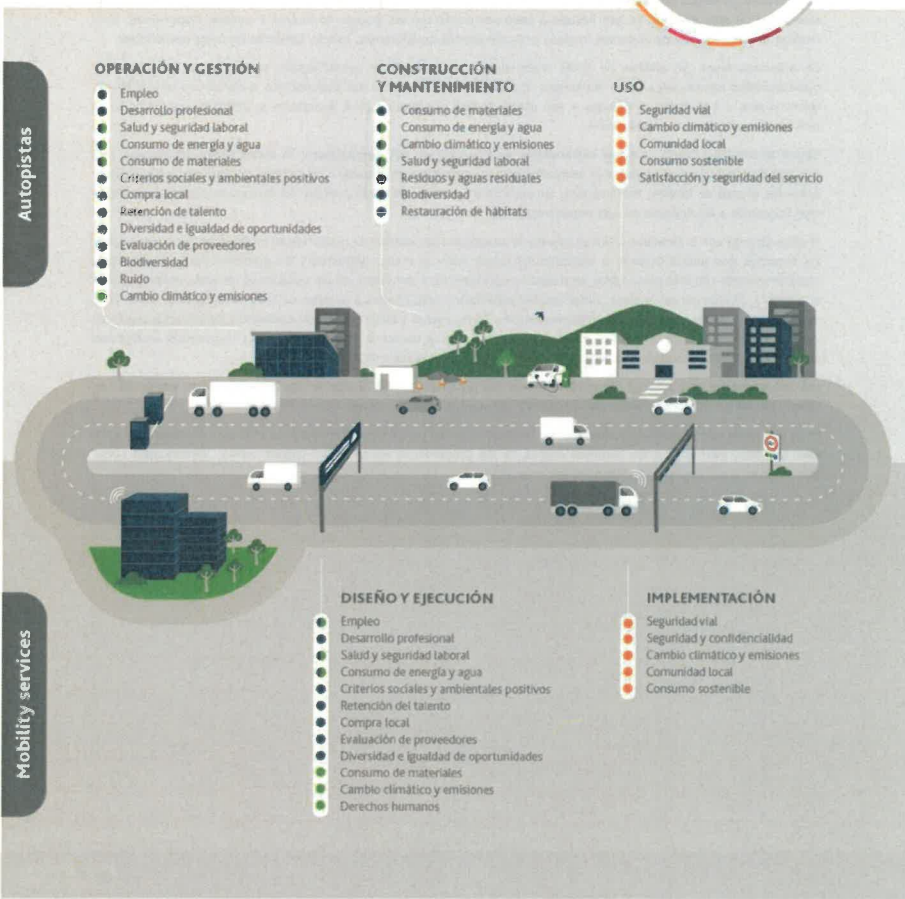 Autopistas
OPERACIÓN Y GESTIÓN
Empleo
Desarrollo profesional
Salud y seguridad laboral
Consumo de energía y agua
Consumo de materiales
Criterios sociales y ambientales positivos
Compra local
Retención de talento
Diversidad e igualdad de oportunidades
Evaluación de proveedores
Biodiversidad
Ruido
Cambio climático y emisiones
CONSTRUCCIÓN
Y MANTENIMIENTO
Consumo de materiales
Consumo de energía y agua
Cambio climático y emisiones
Salud y seguridad laboral
Residuos y aguas residuales
Biodiversidad
Restauración de hábitats
USO
Seguridad vial
Cambio climático y emisiones
Comunidad local
Consumo sostenible
Satisfacción y seguridad del servicio
Mobility services
DISEÑO Y EJECUCIÓN
Empleo
Desarrollo profesional
Salud y seguridad laboral
Consumo de energía y agua
Criterios sociales y ambientales positivos
Retención del talento
Compra local
Evaluación de proveedores
Diversidad e igualdad de oportunidades
Consumo de materiales
Cambio climático y emisiones
Derechos humanos
IMPLEMENTACIÓN
Seguridad vial
Seguridad y confidencialidad
Cambio climático y emisiones
Comunidad local
Consumo sostenible